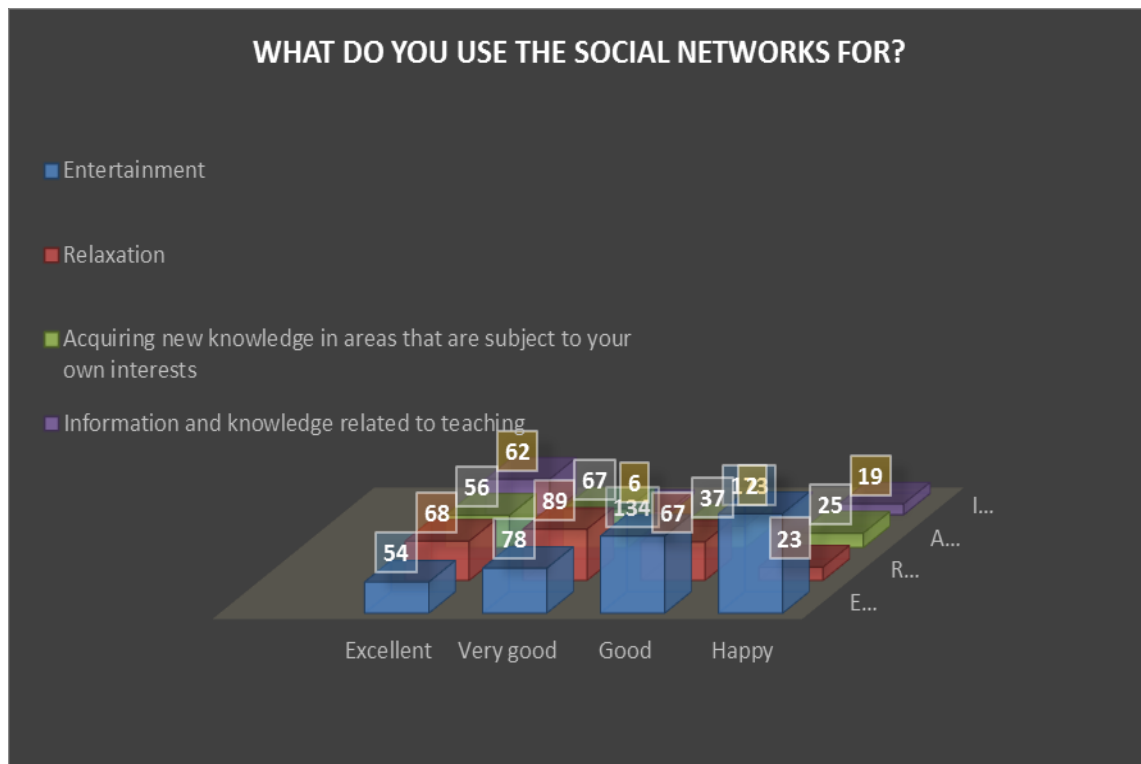 WHAT DO YOU USE THE SOCIAL NETWORKS FOR?
Entertainment
Relaxation
Acquiring new knowledge in areas that are subject to your
own interests
Information and knowledge related to teaching
62
56 67 6 19
68 89 134 67 37 25
54 78 23
I...
A...
R...
E...
Excellent Very good Good Happy